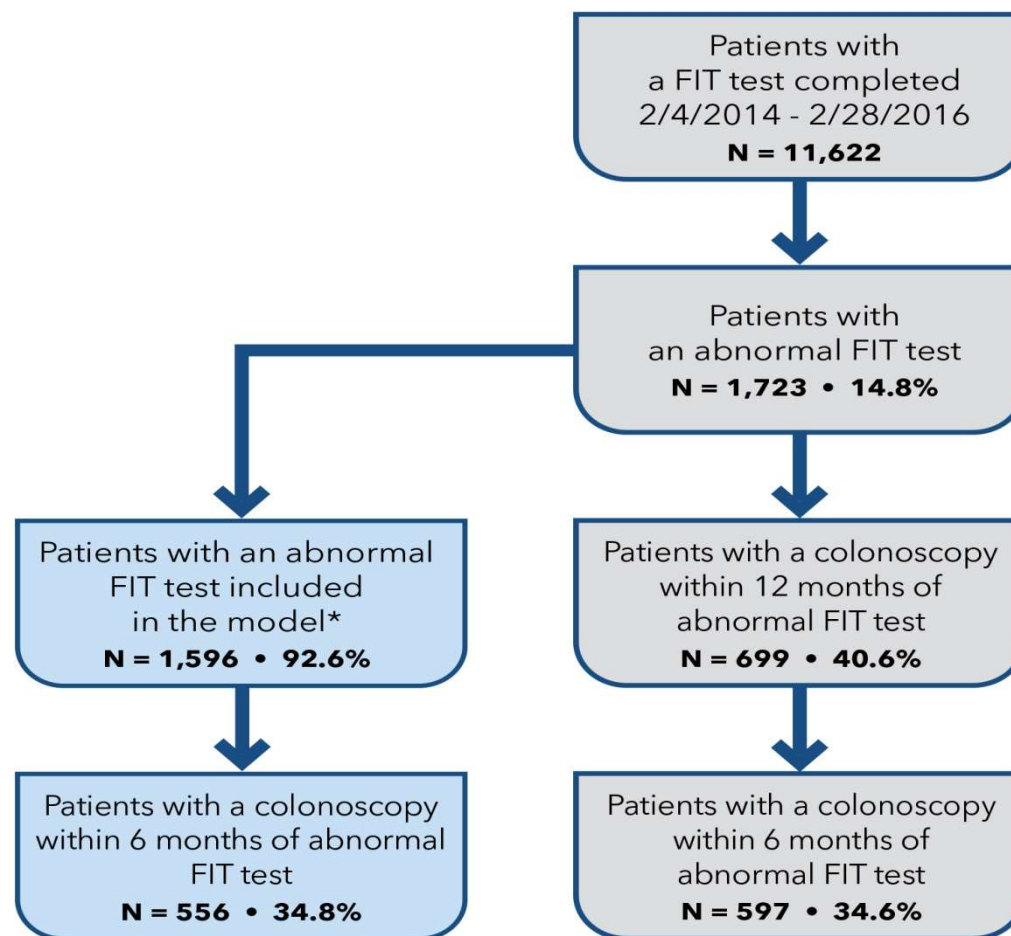 Patients with
a FIT test completed
2/4/2014 - 2/28/2016
N = 11,622
Patients with
an abnormal FIT test
N = 1,723 • 14.8%
Patients with an abnormal
FIT test included
in the model*
N = 1,596 • 92.6%
Patients with a colonoscopy
within 12 months of
abnormal FIT test
N = 699 • 40.6%
Patients with a colonoscopy
within 6 months of abnormal
FIT test
N = 556 • 34.8%
Patients with a colonoscopy
within 6 months of
abnormal FIT test
N = 597 • 34.6%